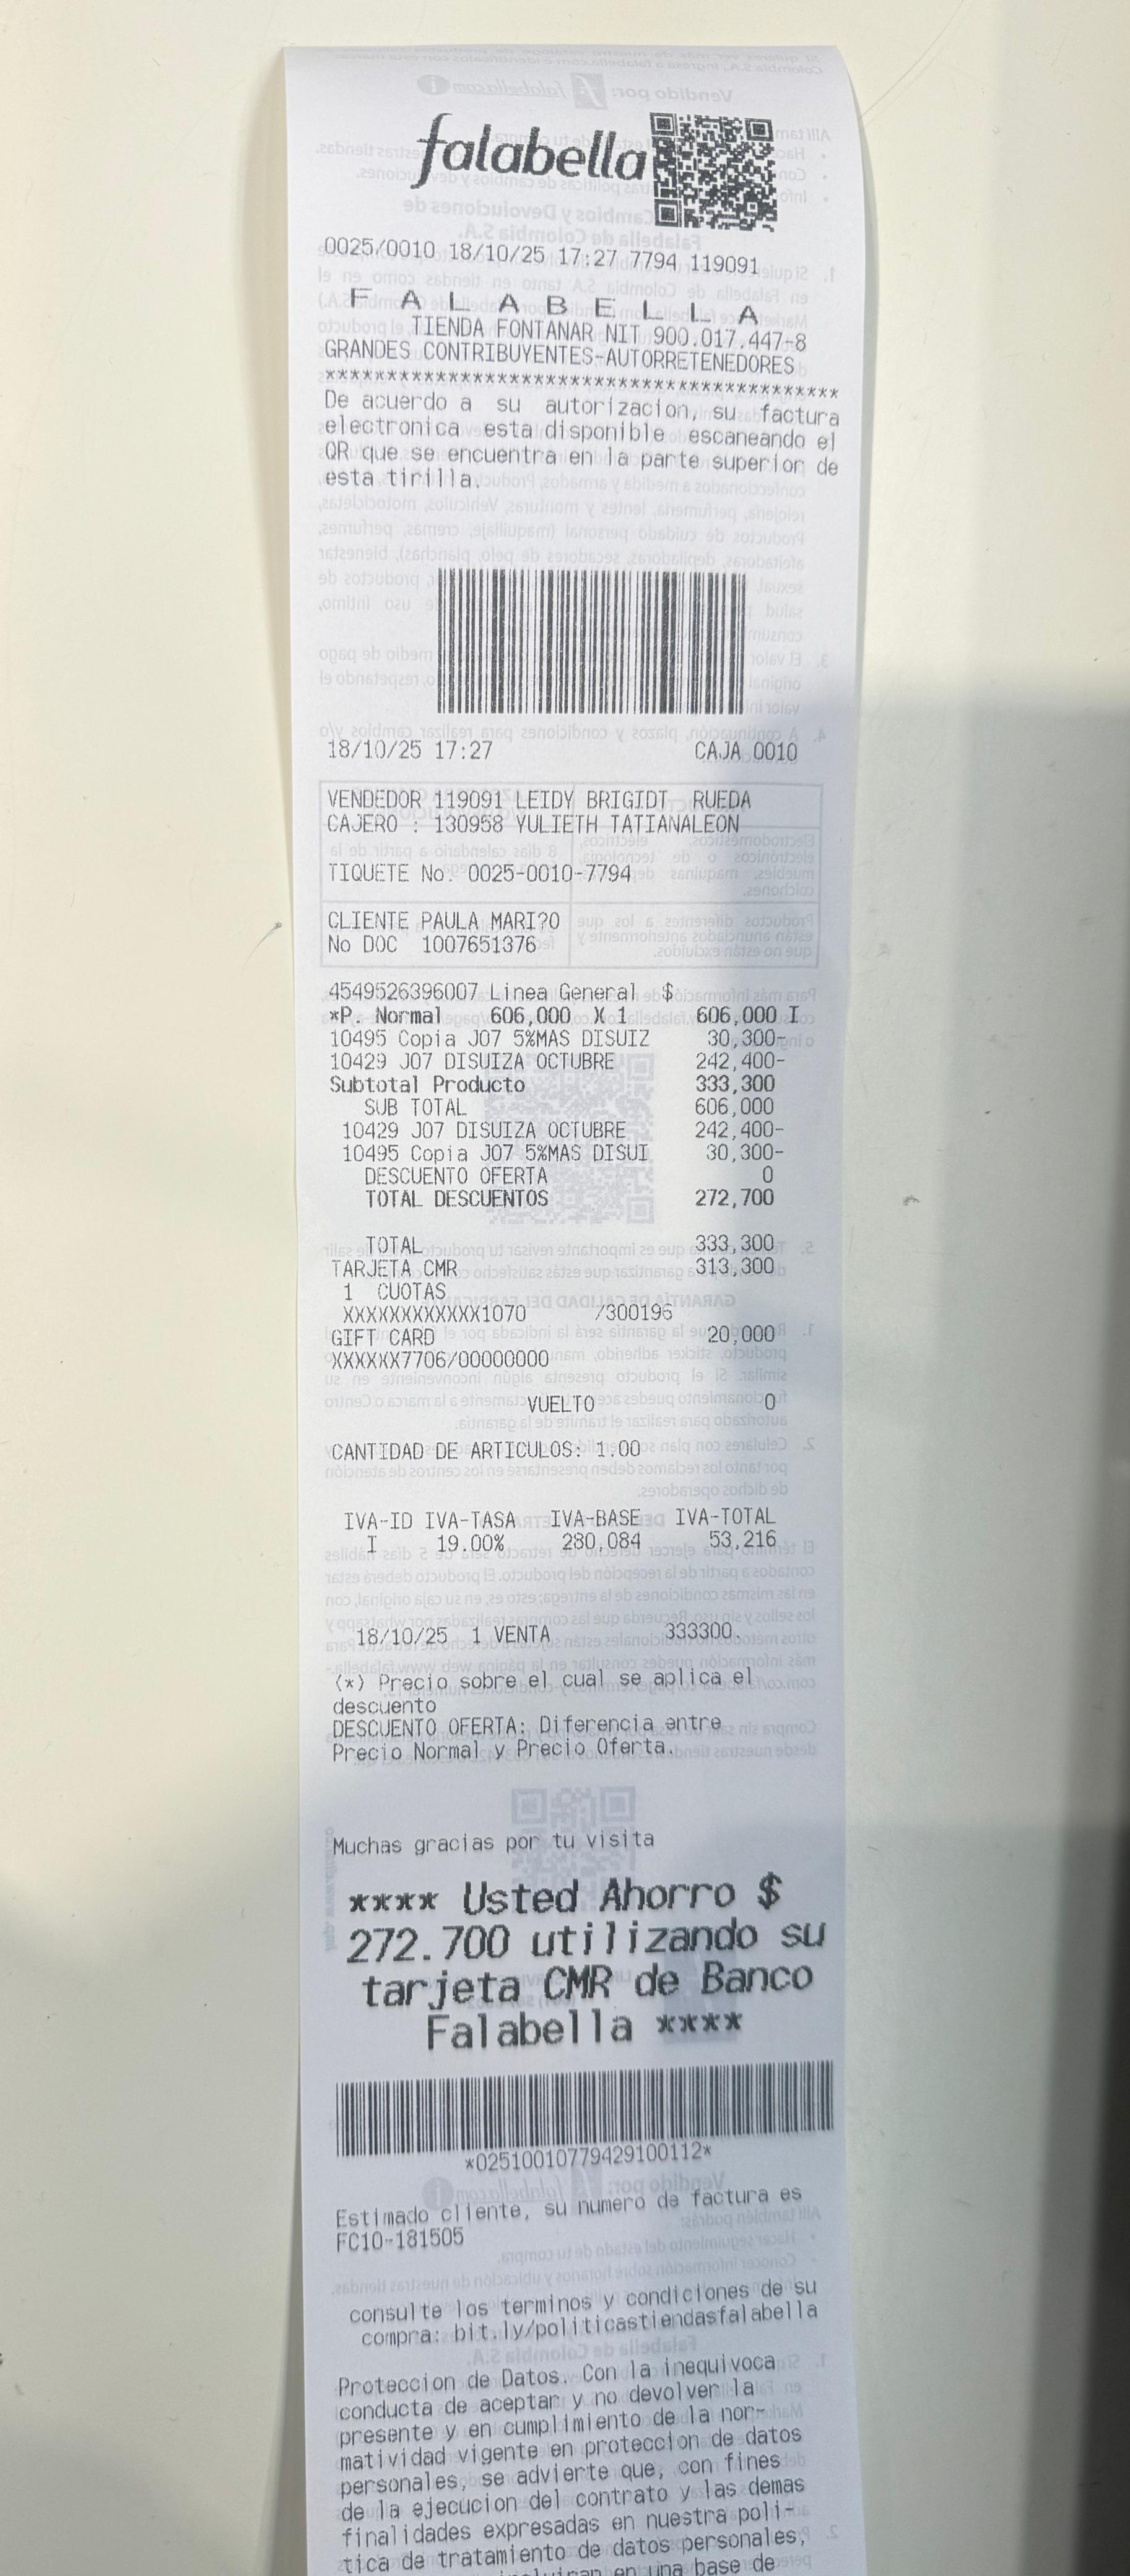 falabella
0025/0010 18/10/25 17:27 7794 119091
F A L A B E L L A
TIENDA FONTANAR NIT 900.017.447-8
GRANDES CONTRIBUYENTES-AUTORRETENEDORES
*****************************************
De acuerdo a su autorizacion, su factura
electronica esta disponible escaneando el
QR que se encuentra en la parte superior de
esta tirilla.
18/10/25 17:27 CAJA 0010
VENDEDOR 119091 LEIDY BRIGIDT RUEDA
CAJERO : 130958 YULIETH TATIANALEON
TIQUETE No. 0025-0010-7794
CLIENTE PAULA MARI?O
No DOC 1007651376
4549526396007 Linea General $
*P. Normal 606,000 X 1 606,000 I
10495 Copia J07 5%MAS DISUIZ 30,300-
10429 J07 DISUIZA OCTUBRE 242,400-
Subtotal Producto 333,300
SUB TOTAL 606,000
10429 J07 DISUIZA OCTUBRE 242,400-
10495 Copia J07 5%MAS DISUI 30,300-
DESCUENTO OFERTA 0
TOTAL DESCUENTOS 272,700
TOTAL 333,300
TARJETA CMR 313,300
1 CUOTAS
XXXXXXXXXXXX1070 /300196
GIFT CARD 20,000
XXXXXX7706/00000000
VUELTO 0
CANTIDAD DE ARTICULOS: 1.00
IVA-ID IVA-TASA IVA-BASE IVA-TOTAL
I 19.00% 280,084 53,216
18/10/25 1 VENTA 333300.
(*) Precio sobre el cual se aplica el
descuento
DESCUENTO OFERTA: Diferencia entre
Precio Normal y Precio Oferta.
Muchas gracias por tu visita
**** Usted Ahorro $
272.700 utilizando su
tarjeta CMR de Banco
Falabella ****
*02510010779429100112*
Estimado cliente, su numero de factura es
FC10-181505
consulte los terminos y condiciones de su
compra: bit.ly/politicastiendasfalabella
Proteccion de Datos. Con la inequivoca
conducta de aceptar y no devolver la
presente y en cumplimiento de la nor-
matividad vigente en proteccion de datos
personales, se advierte que, con fines
de la ejecucion del contrato y las demas
finalidades expresadas en nuestra poli-
tica de tratamiento de datos personales,
en una base de